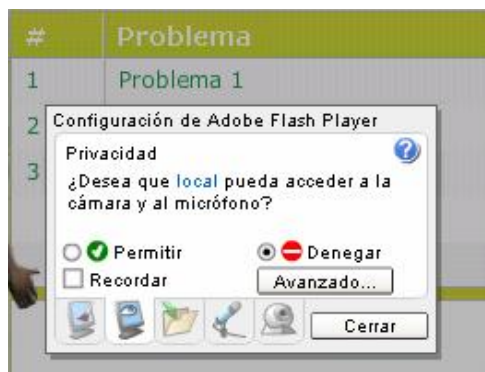 # Problema
1 Problema 1
2
Configuración de Adobe Flash Player
3
Privacidad
¿Desea que local pueda acceder a la
cámara y al micrófono?
Permitir Denegar
Recordar Avanzado...
Cerrar